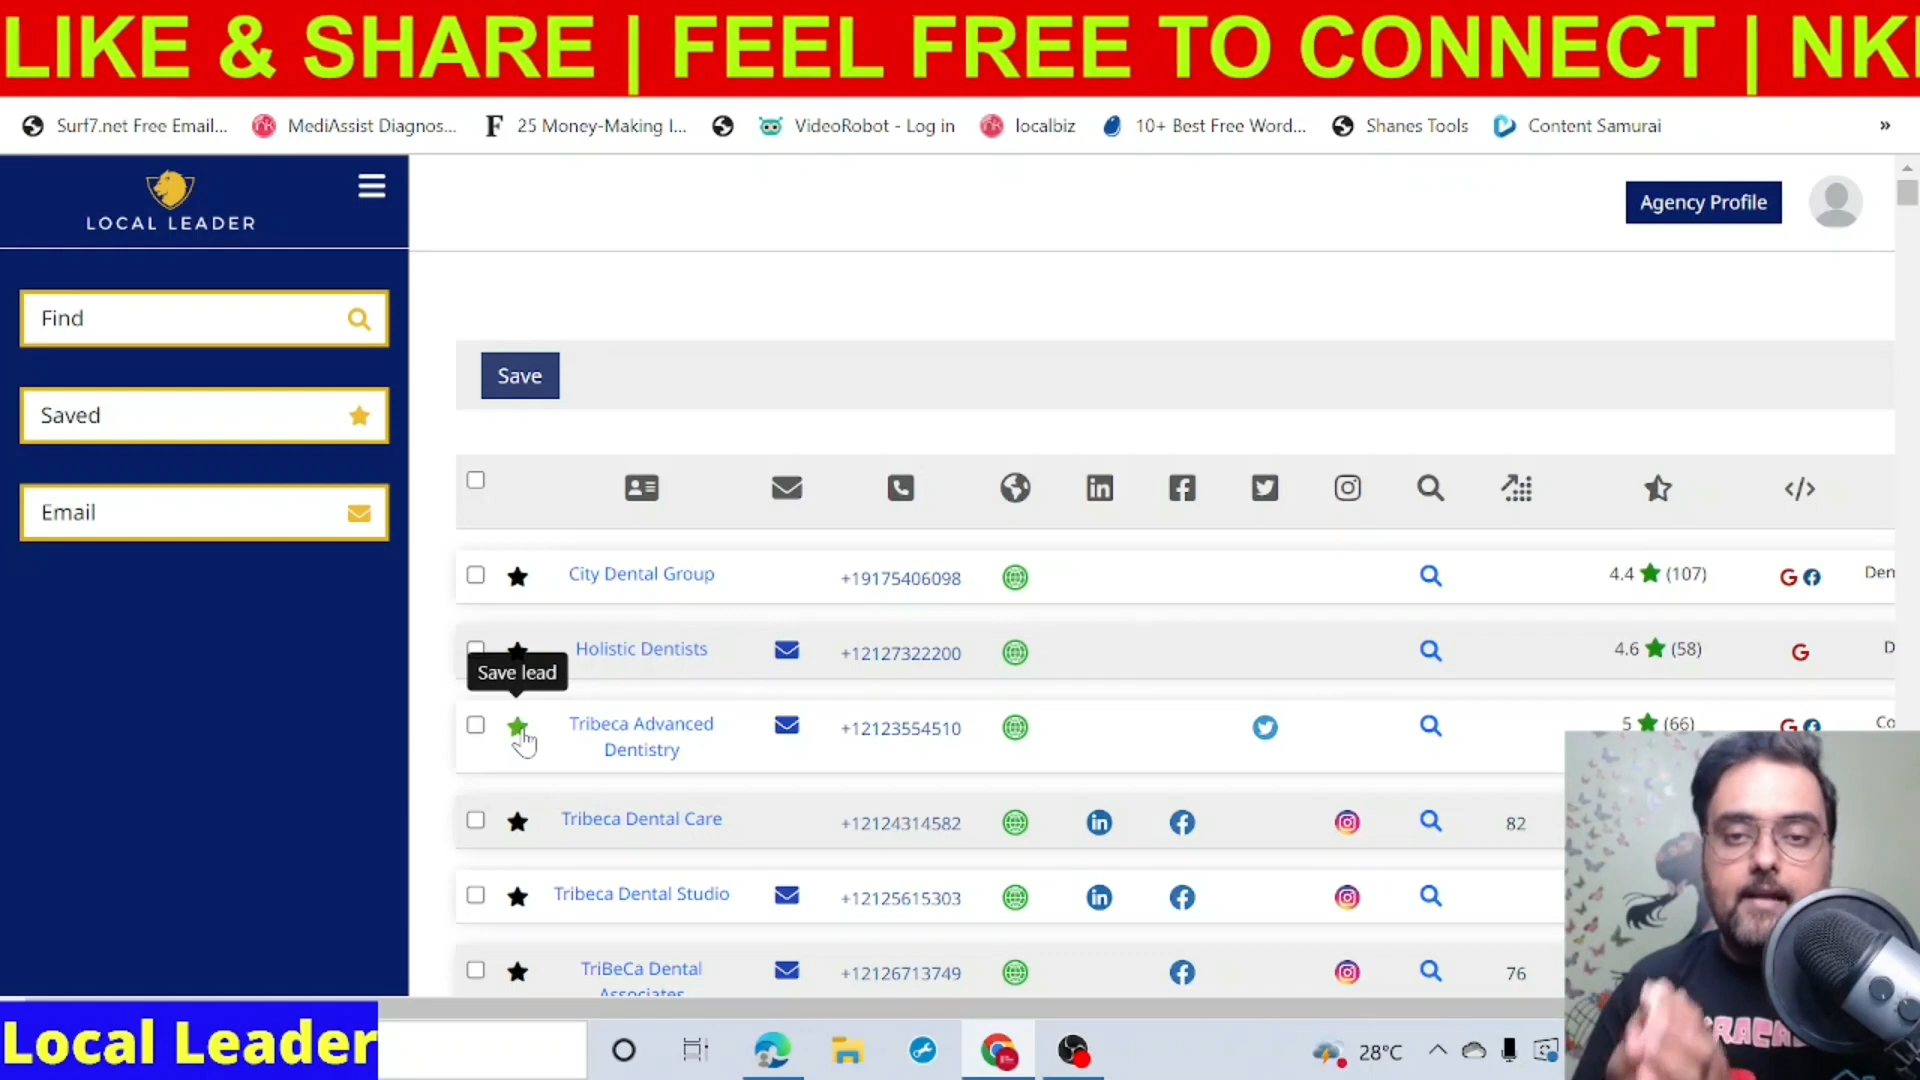 LIKE & SHARE | FEEL FREE TO CONNECT | NK
Surf7.net Free Email... MediAssist Diagnos... 25 Money-Making I... VideoRobot - Log in localbiz 10+ Best Free Word... Shanes Tools Content Samurai »
LOCAL LEADER
Agency Profile
Find
Saved
Email
Save
City Dental Group +19175406098 4.4 (107) Den
Holistic Dentists +12127322200 4.6 (58) D
Save lead
Tribeca Advanced
Dentistry
+12123554510 5 (66) Co
Tribeca Dental Care +12124314582 82
Tribeca Dental Studio +12125615303
TriBeCa Dental
Associates
+12126713749 76
Local Leader
28°C